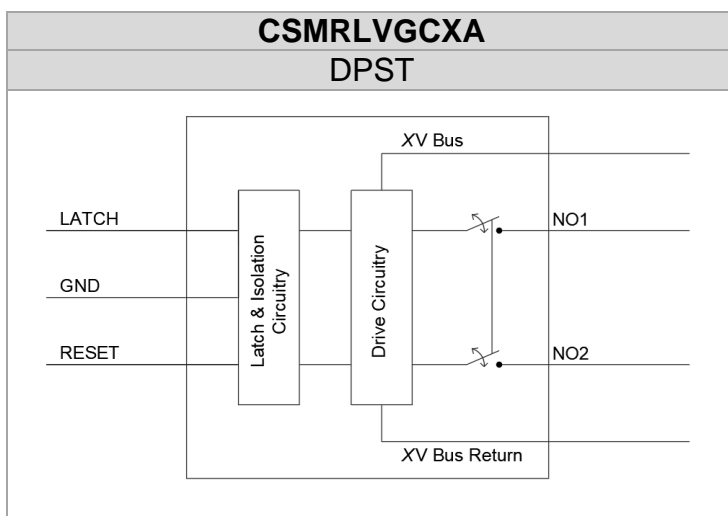 CSMRLVGCXA
DPST
XV Bus
LATCH
NO1
GND
Latch & Isolation
Circuitry
Drive Circuitry
RESET
NO2
XV Bus Return